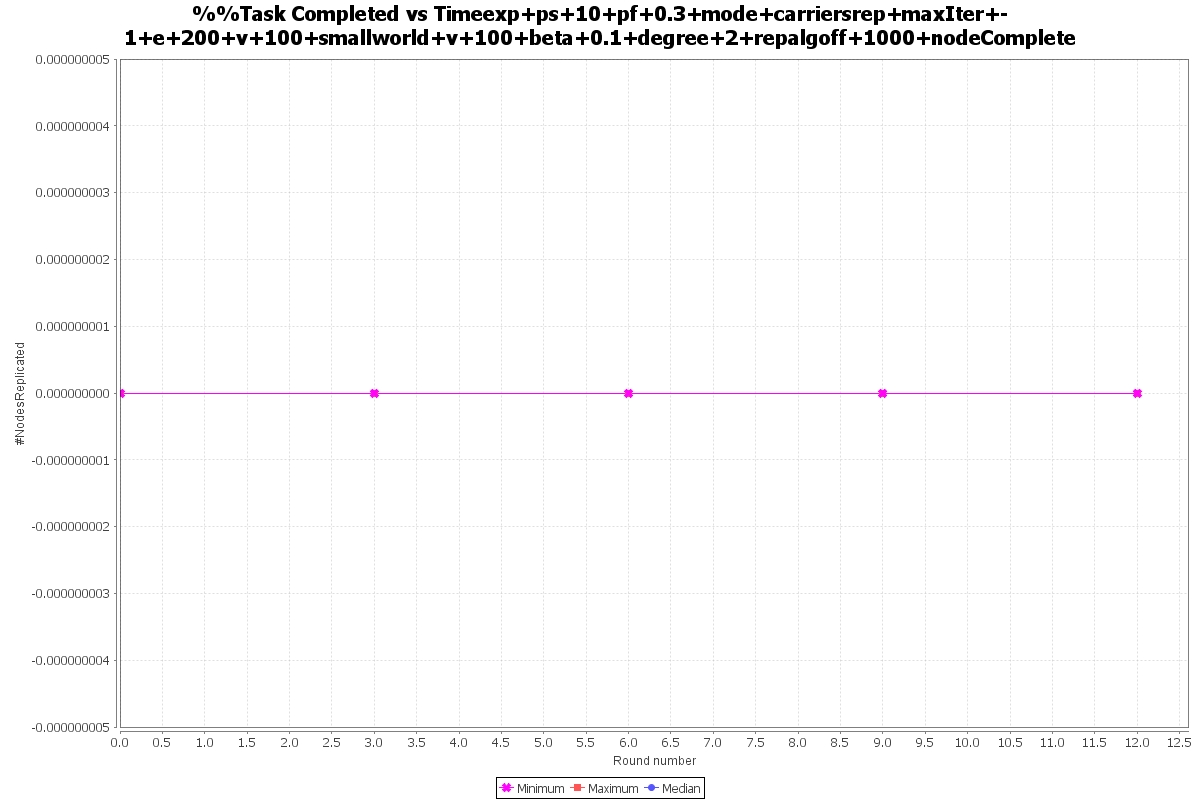 %%Task Completed vs Timeexp+ps+10+pf+0.3+mode+carriersrep+maxIter+-
1+e+200+v+100+smallworld+v+100+beta+0.1+degree+2+repalgoff+1000+nodeComplete
0.000000005
0.000000004
0.000000003
0.000000002
0.000000001
0.000000000
-0.000000001
-0.000000002
-0.000000003
-0.000000004
-0.000000005
#NodesReplicated
0.0 0.5 1.0 1.5 2.0 2.5 3.0 3.5 4.0 4.5 5.0 5.5 6.0 6.5 7.0 7.5 8.0 8.5 9.0 9.5 10.0 10.5 11.0 11.5 12.0 12.5
Round number
Minimum Maximum Median